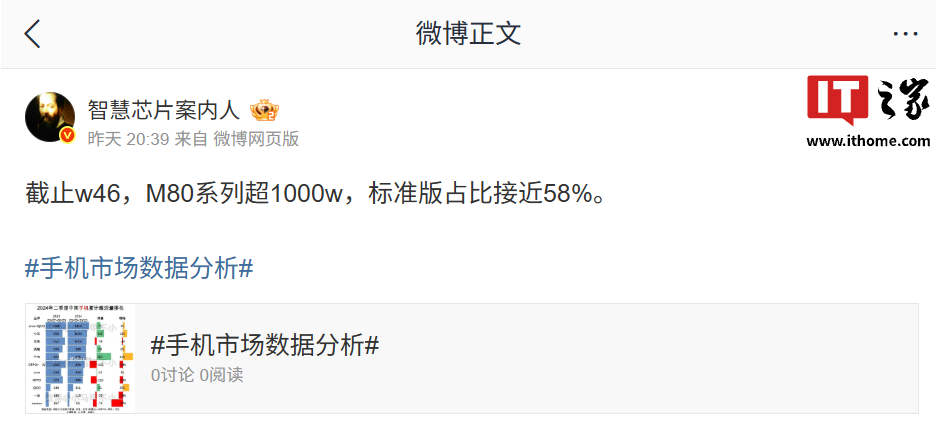 微博正文
智慧芯片案内人
昨天 20:39 来自 微博网页版
IT之家
www.ithome.com
截止w46，M80系列超1000w，标准版占比接近58%。
#手机市场数据分析#
#手机市场数据分析#
0讨论 0阅读